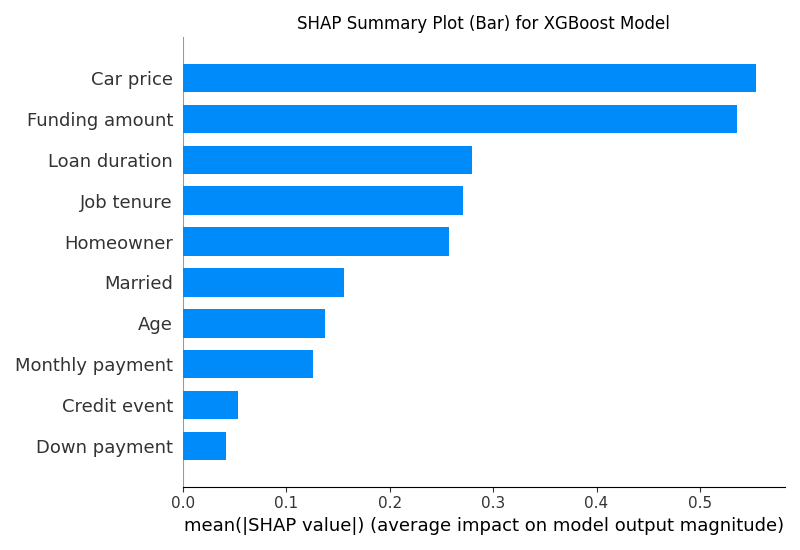 SHAP Summary Plot (Bar) for XGBoost Model
Car price
Funding amount
Loan duration
Job tenure
Homeowner
Married
Age
Monthly payment
Credit event
Down payment
0.0 0.1 0.2 0.3 0.4 0.5
mean(|SHAP value|) (average impact on model output magnitude)